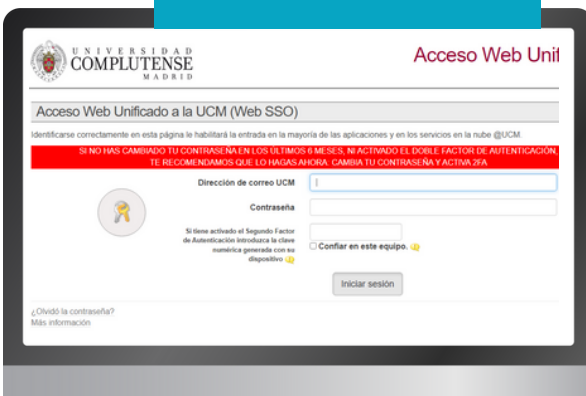 UNIVERSIDAD
COMPLUTENSE
MADRID
Acceso Web Unif
Acceso Web Unificado a la UCM (Web SSO)
Identificarse correctamente en esta página le habilitará la entrada en la mayoría de las aplicaciones y en los servicios en la nube @UCM.
SI NO HAS CAMBIADO TU CONTRASEÑA EN LOS ÚLTIMOS 6 MESES, NI ACTIVADO EL DOBLE FACTOR DE AUTENTICACIÓN,
TE RECOMENDAMOS QUE LO HAGAS AHORA: CAMBIA TU CONTRASEÑA Y ACTIVA 2FA
Dirección de correo UCM
Contraseña
Si tiene activado el Segundo Factor
de Autenticación introduzca la clave
numérica generada con su
dispositivo
Confiar en este equipo.
Iniciar sesión
¿Olvidó la contraseña?
Más información